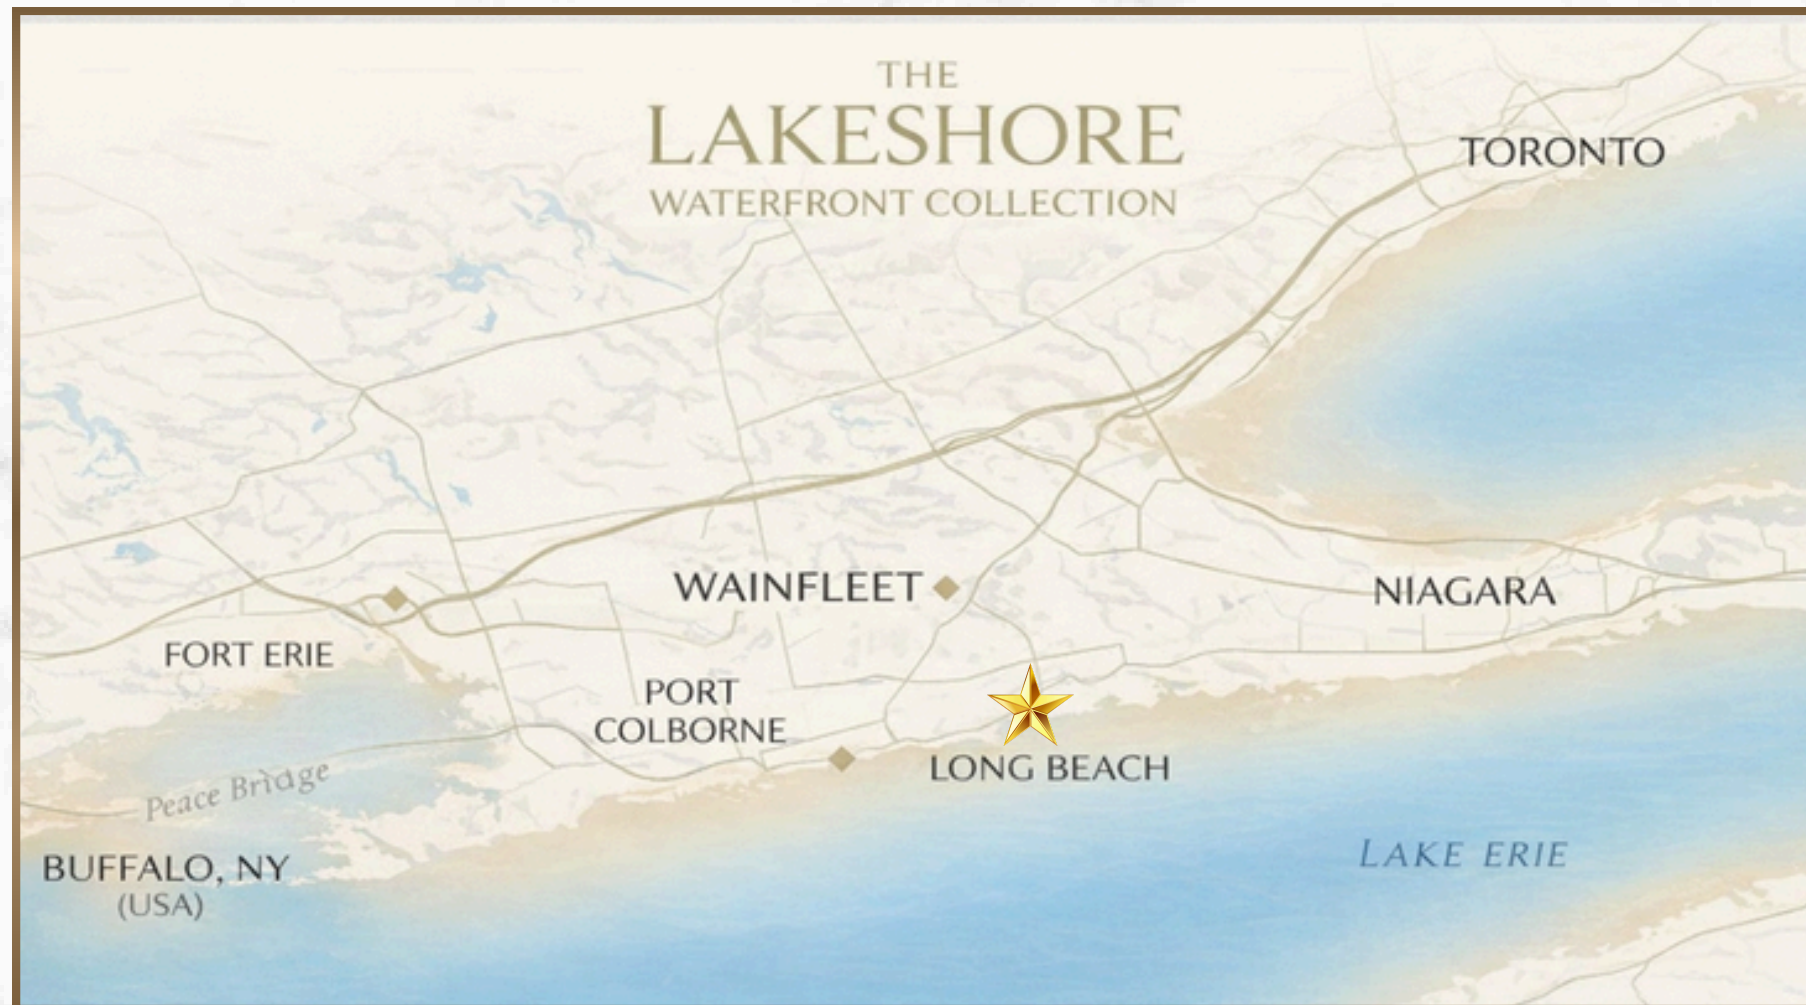 THE
LAKESHORE
WATERFRONT COLLECTION
TORONTO
WAINFLEET
NIAGARA
FORT ERIE
PORT
COLBORNE
LONG BEACH
Peace Bridge
BUFFALO, NY
(USA)
LAKE ERIE